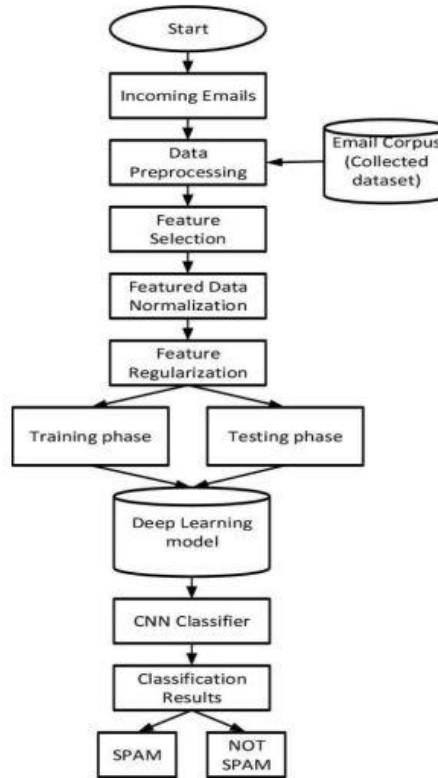 Start
Incoming Emails
Email Corpus
(Collected
dataset)
Data
Preprocessing
Feature
Selection
Featured Data
Normalization
Feature
Regularization
Training phase
Testing phase
Deep Learning
model
CNN Classifier
Classification
Results
SPAM
NOT
SPAM